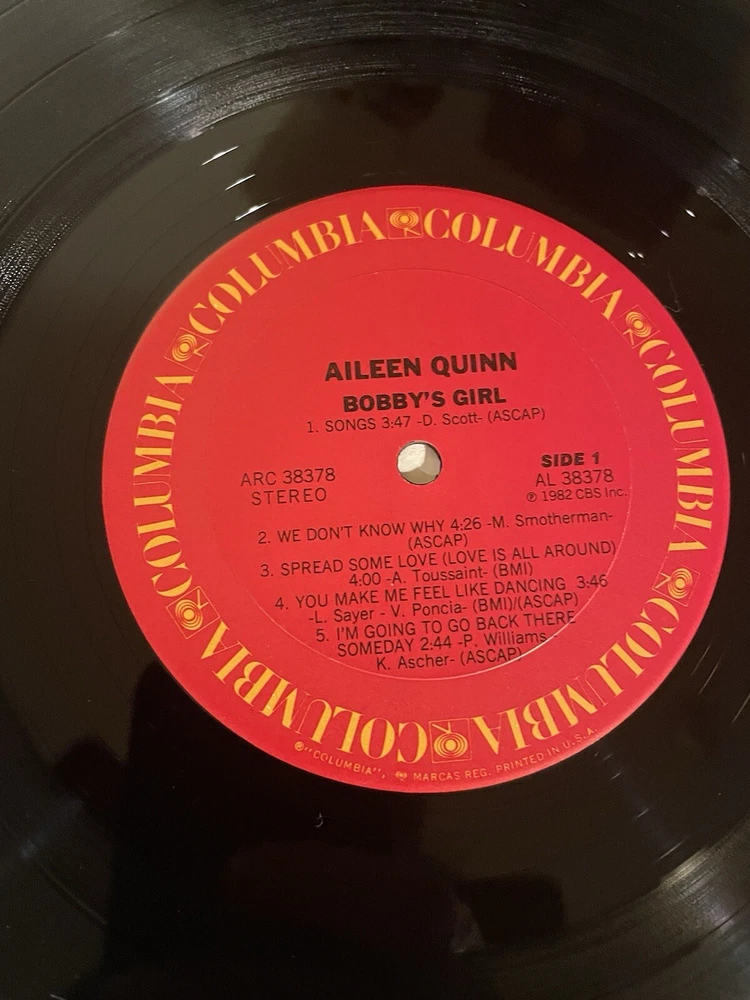 COLUMBIA COLUMBIA COLUMBIA COLUMBIA COLUMBIA COLUMBIA COLUMBIA
AILEEN QUINN
BOBBY'S GIRL
1. SONGS 3:47 -D. Scott- (ASCAP)
ARC 38378
STEREO
SIDE 1
AL 38378
℗ 1982 CBS Inc.
2. WE DON'T KNOW WHY 4:26 -M. Smotherman-
(ASCAP)
3. SPREAD SOME LOVE (LOVE IS ALL AROUND)
4:00 -A. Toussaint- (BMI)
4. YOU MAKE ME FEEL LIKE DANCING 3:46
-L. Sayer - V. Poncia- (BMI)/(ASCAP)
5. I'M GOING TO GO BACK THERE
SOMEDAY 2:44 -P. Williams-
K. Ascher- (ASCAP)
®"COLUMBIA", MARCAS REG. PRINTED IN U.S.A.